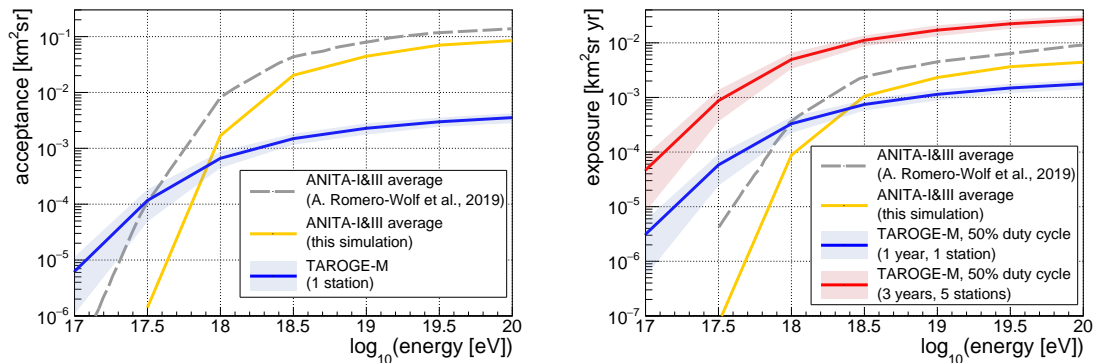 acceptance [km²sr]
10⁻¹
10⁻²
10⁻³
10⁻⁴
10⁻⁵
10⁻⁶
17 17.5 18 18.5 19 19.5 20
log₁₀(energy [eV])
ANITA-I&III average
(A. Romero-Wolf et al., 2019)
ANITA-I&III average
(this simulation)
TAROGE-M
(1 station)
exposure [km²sr yr]
10⁻²
10⁻³
10⁻⁴
10⁻⁵
10⁻⁶
10⁻⁷
17 17.5 18 18.5 19 19.5 20
log₁₀(energy [eV])
ANITA-I&III average
(A. Romero-Wolf et al., 2019)
ANITA-I&III average
(this simulation)
TAROGE-M, 50% duty cycle
(1 year, 1 station)
TAROGE-M, 50% duty cycle
(3 years, 5 stations)